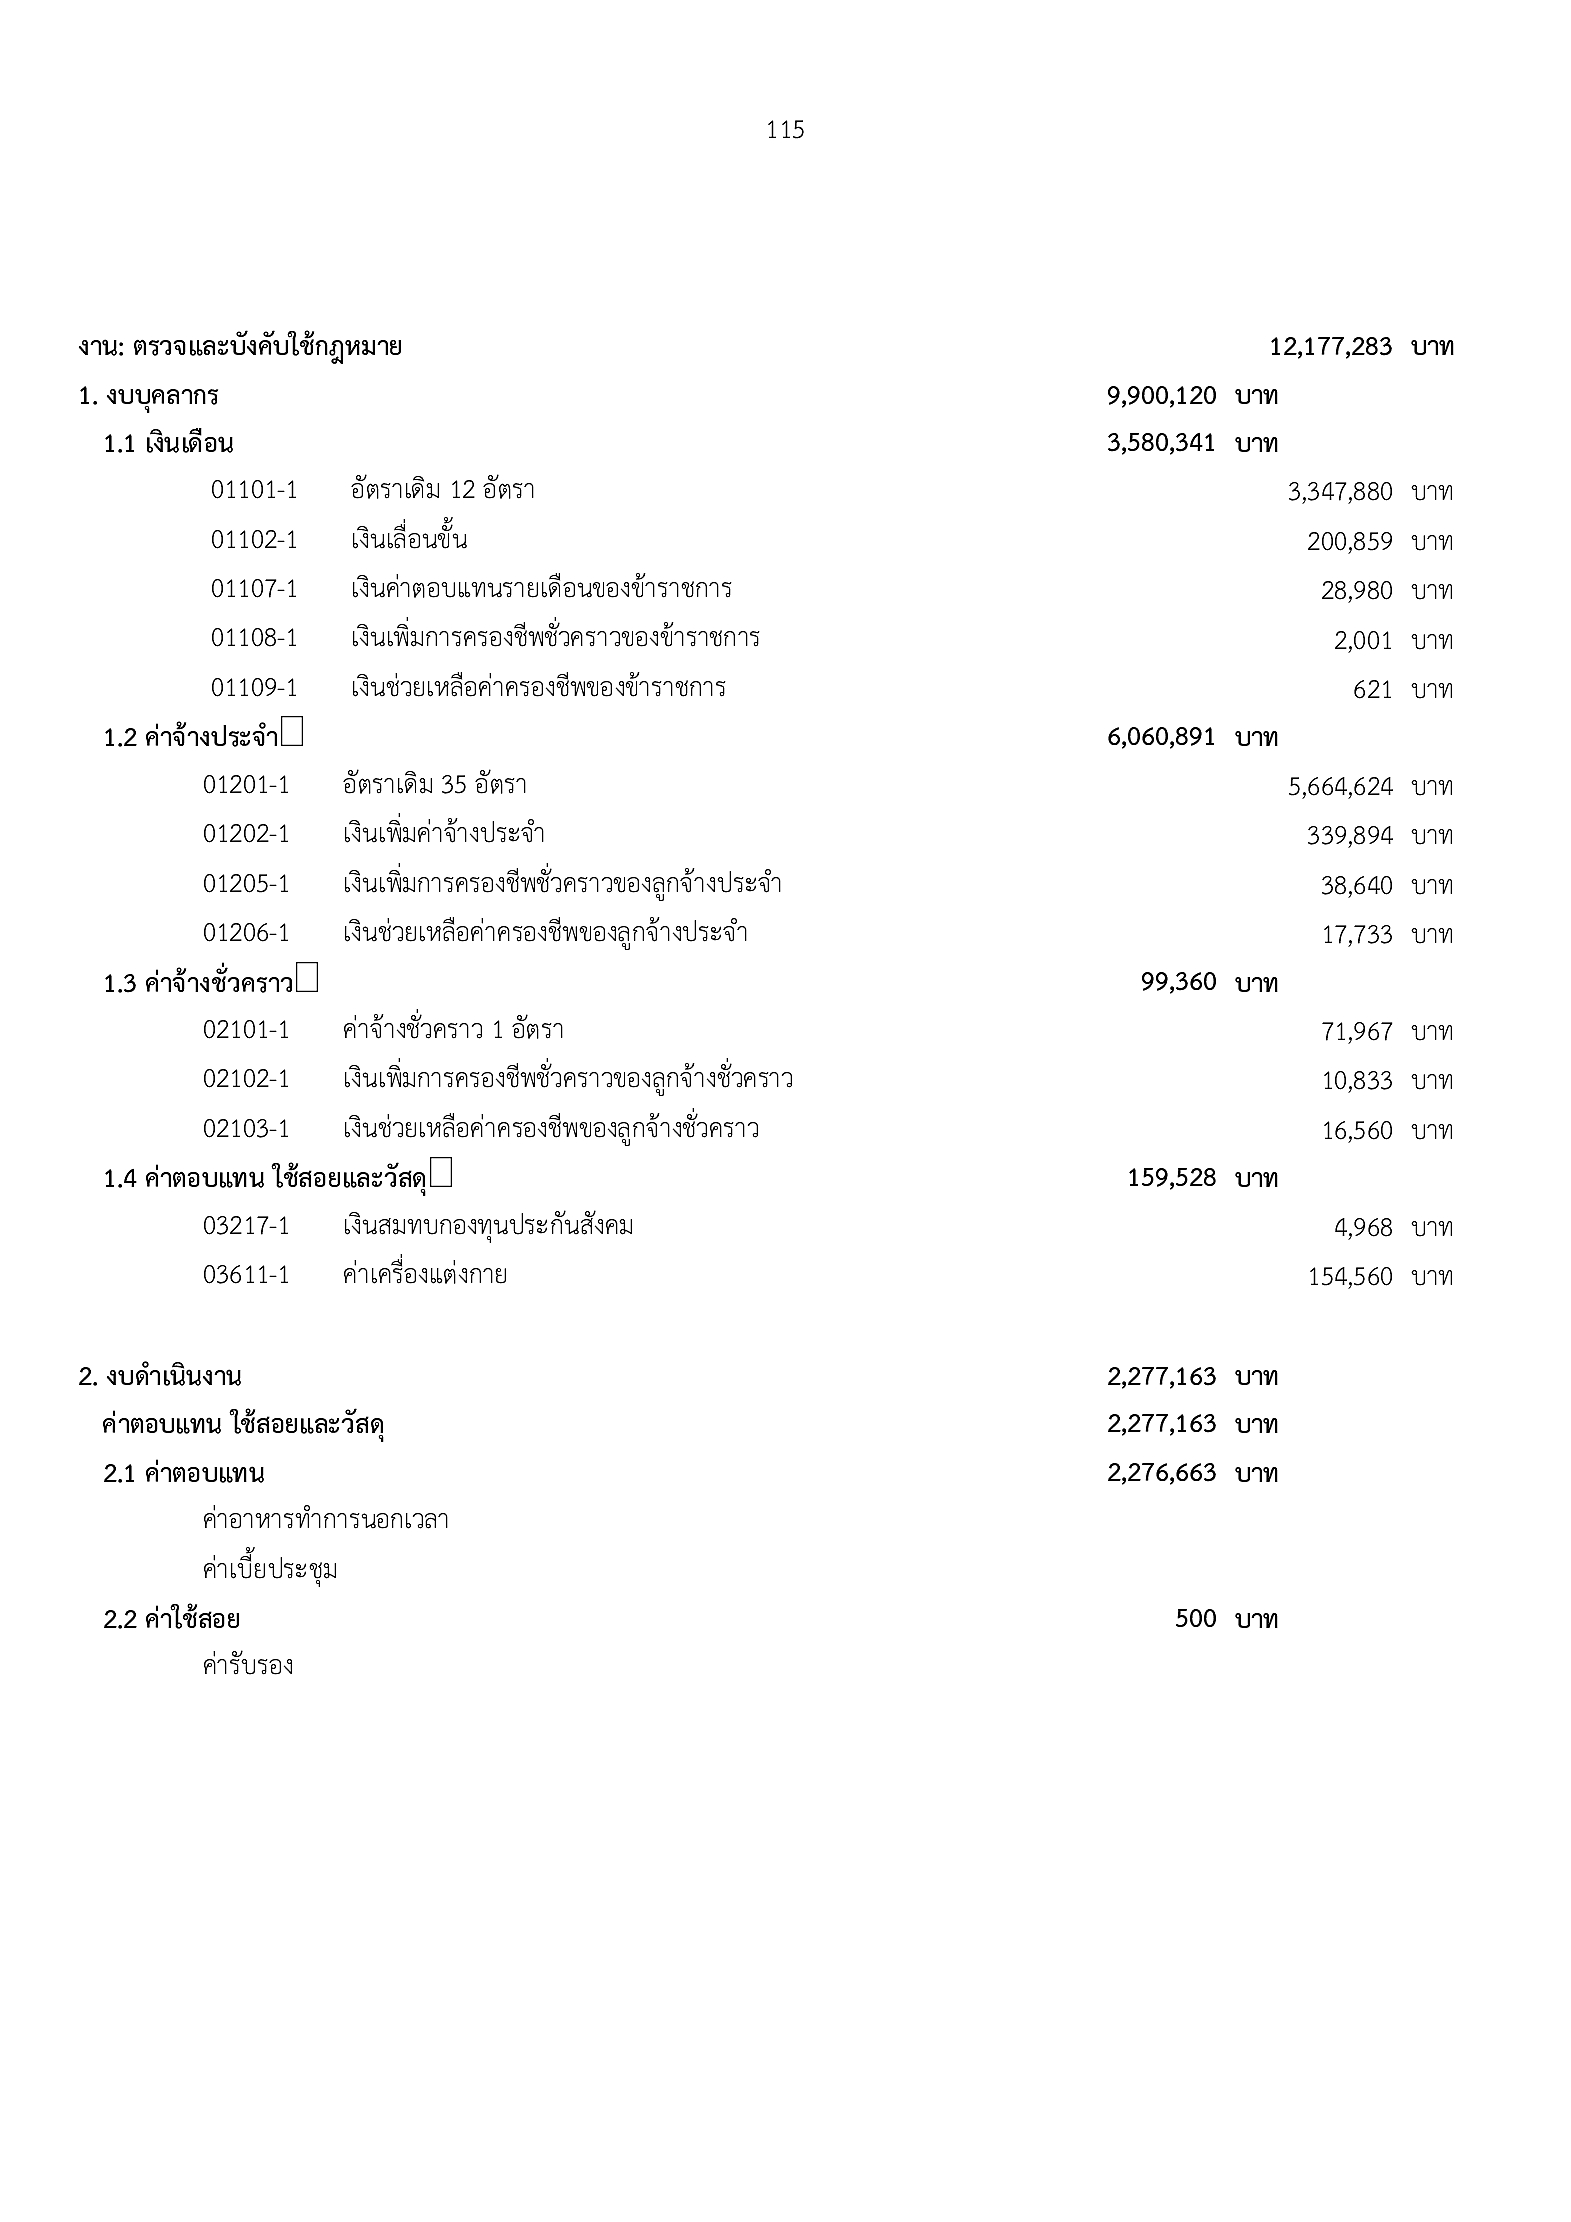 115
งาน: ตรวจและบังคับใช้กฎหมาย 12,177,283 บาท
1. งบบุคลากร 9,900,120 บาท
1.1 เงินเดือน 3,580,341 บาท
01101-1 อัตราเดิม 12 อัตรา 3,347,880 บาท
01102-1 เงินเลื่อนขั้น 200,859 บาท
01107-1 เงินค่าตอบแทนรายเดือนของข้าราชการ 28,980 บาท
01108-1 เงินเพิ่มการครองชีพชั่วคราวของข้าราชการ 2,001 บาท
01109-1 เงินช่วยเหลือค่าครองชีพของข้าราชการ 621 บาท
1.2 ค่าจ้างประจำ 6,060,891 บาท
01201-1 อัตราเดิม 35 อัตรา 5,664,624 บาท
01202-1 เงินเพิ่มค่าจ้างประจำ 339,894 บาท
01205-1 เงินเพิ่มการครองชีพชั่วคราวของลูกจ้างประจำ 38,640 บาท
01206-1 เงินช่วยเหลือค่าครองชีพของลูกจ้างประจำ 17,733 บาท
1.3 ค่าจ้างชั่วคราว 99,360 บาท
02101-1 ค่าจ้างชั่วคราว 1 อัตรา 71,967 บาท
02102-1 เงินเพิ่มการครองชีพชั่วคราวของลูกจ้างชั่วคราว 10,833 บาท
02103-1 เงินช่วยเหลือค่าครองชีพของลูกจ้างชั่วคราว 16,560 บาท
1.4 ค่าตอบแทน ใช้สอยและวัสดุ 159,528 บาท
03217-1 เงินสมทบกองทุนประกันสังคม 4,968 บาท
03611-1 ค่าเครื่องแต่งกาย 154,560 บาท
2. งบดำเนินงาน 2,277,163 บาท
ค่าตอบแทน ใช้สอยและวัสดุ 2,277,163 บาท
2.1 ค่าตอบแทน 2,276,663 บาท
ค่าอาหารทำการนอกเวลา
ค่าเบี้ยประชุม
2.2 ค่าใช้สอย 500 บาท
ค่ารับรอง